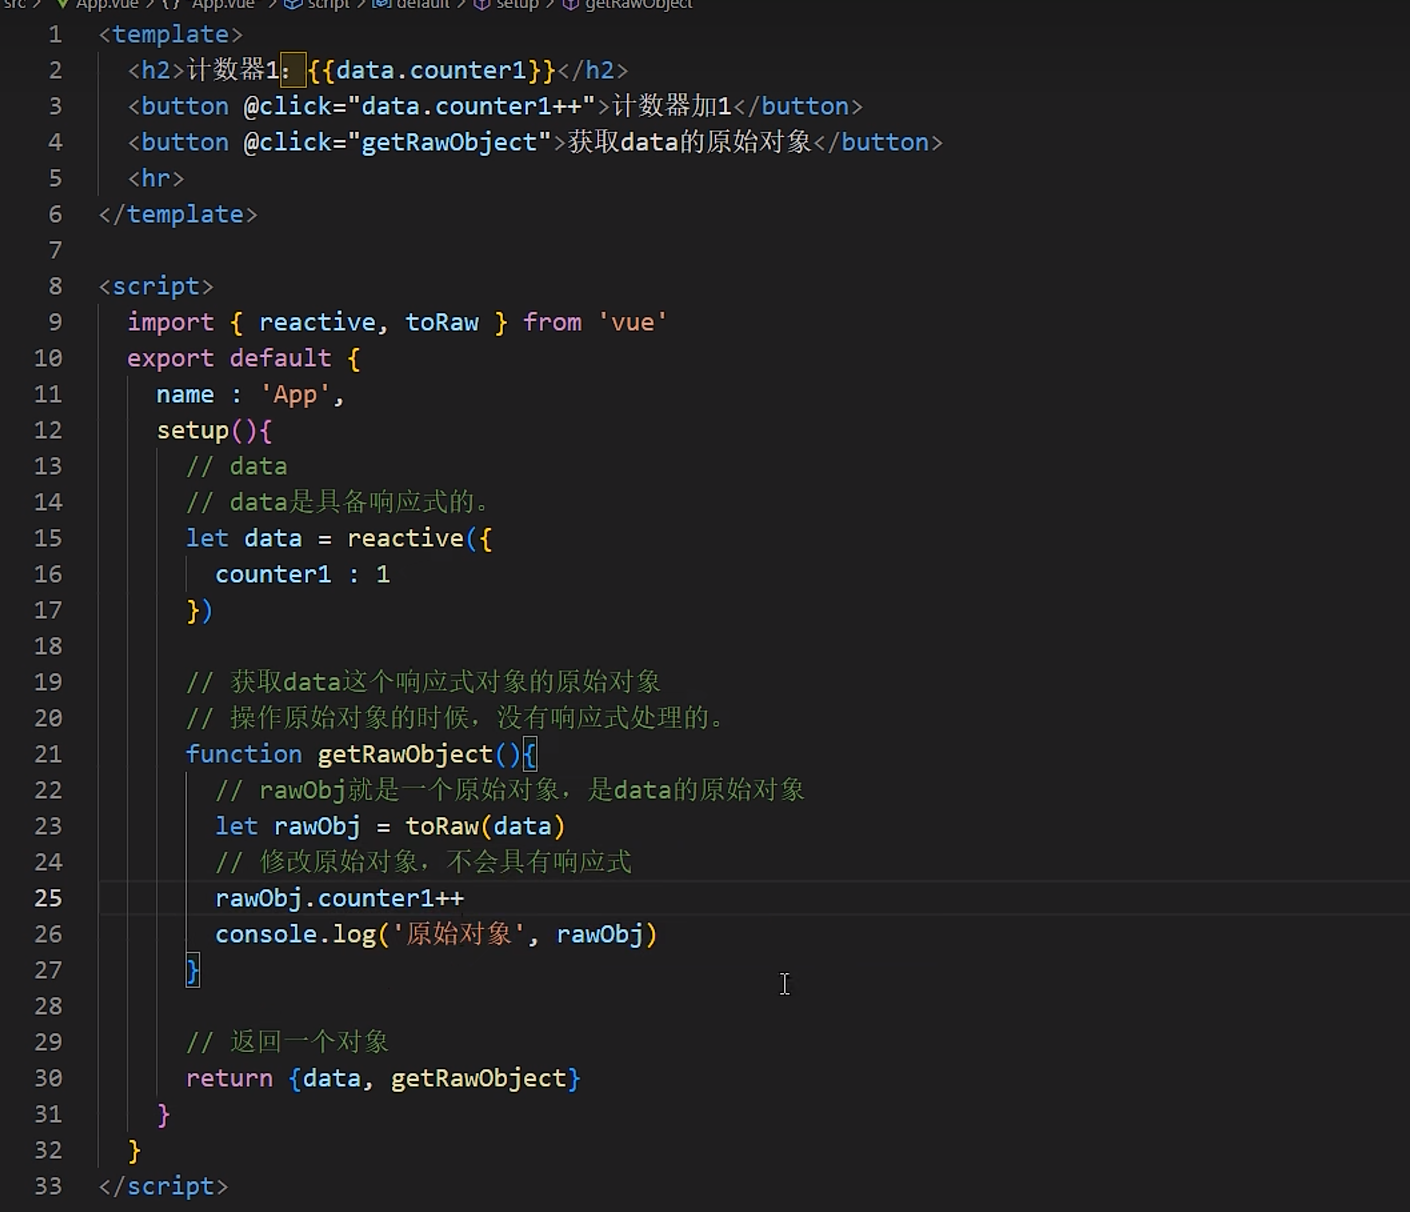 src > App.vue > {} "App.vue" > script > default > setup > getRawObject
1 <template>
2 <h2>计数器1：{{data.counter1}}</h2>
3 <button @click="data.counter1++">计数器加1</button>
4 <button @click="getRawObject">获取data的原始对象</button>
5 <hr>
6 </template>
7
8 <script>
9 import { reactive, toRaw } from 'vue'
10 export default {
11 name : 'App',
12 setup(){
13 // data
14 // data是具备响应式的。
15 let data = reactive({
16 counter1 : 1
17 })
18
19 // 获取data这个响应式对象的原始对象
20 // 操作原始对象的时候，没有响应式处理的。
21 function getRawObject(){
22 // rawObj就是一个原始对象，是data的原始对象
23 let rawObj = toRaw(data)
24 // 修改原始对象，不会具有响应式
25 rawObj.counter1++
26 console.log('原始对象', rawObj)
27 }
28
29 // 返回一个对象
30 return {data, getRawObject}
31 }
32 }
33 </script>